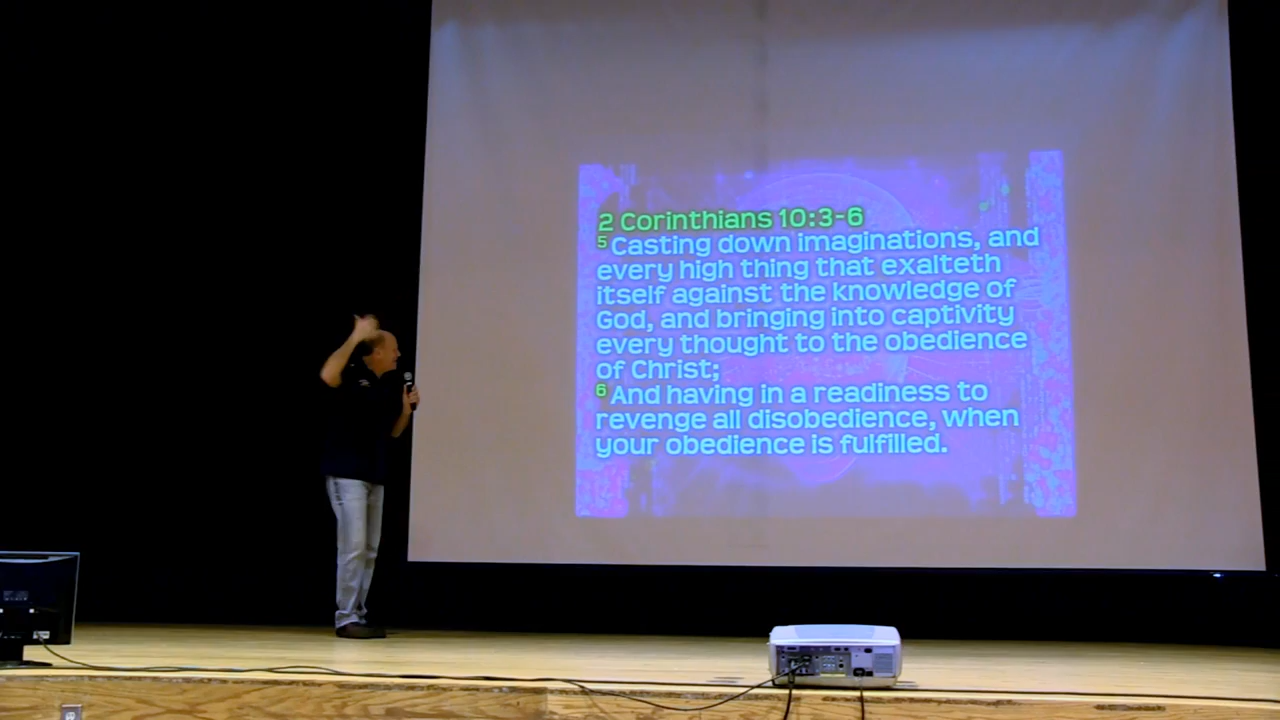 2 Corinthians 10:3-6
5 Casting down imaginations, and
every high thing that exalteth
itself against the knowledge of
God, and bringing into captivity
every thought to the obedience
of Christ;
6 And having in a readiness to
revenge all disobedience, when
your obedience is fulfilled.